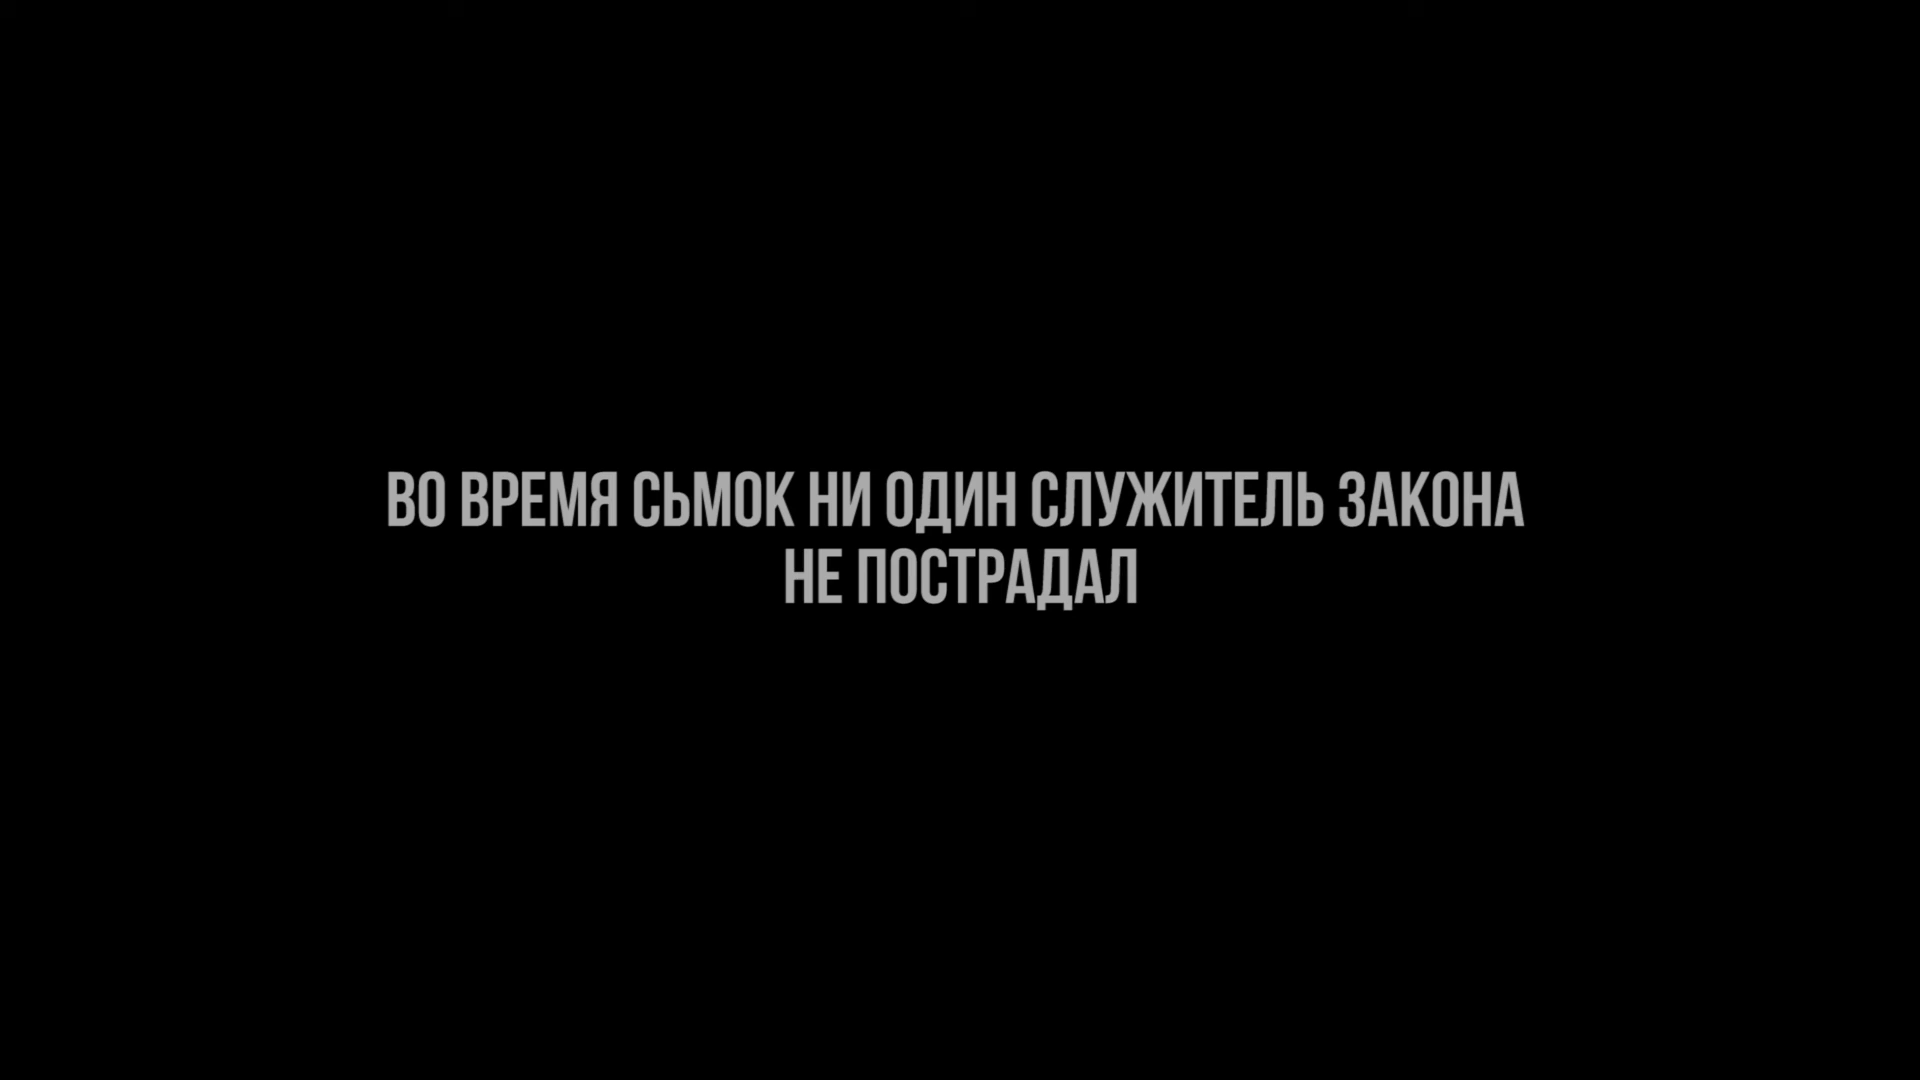 ВО ВРЕМЯ СЬМОК НИ ОДИН СЛУЖИТЕЛЬ ЗАКОНА
НЕ ПОСТРАДАЛ